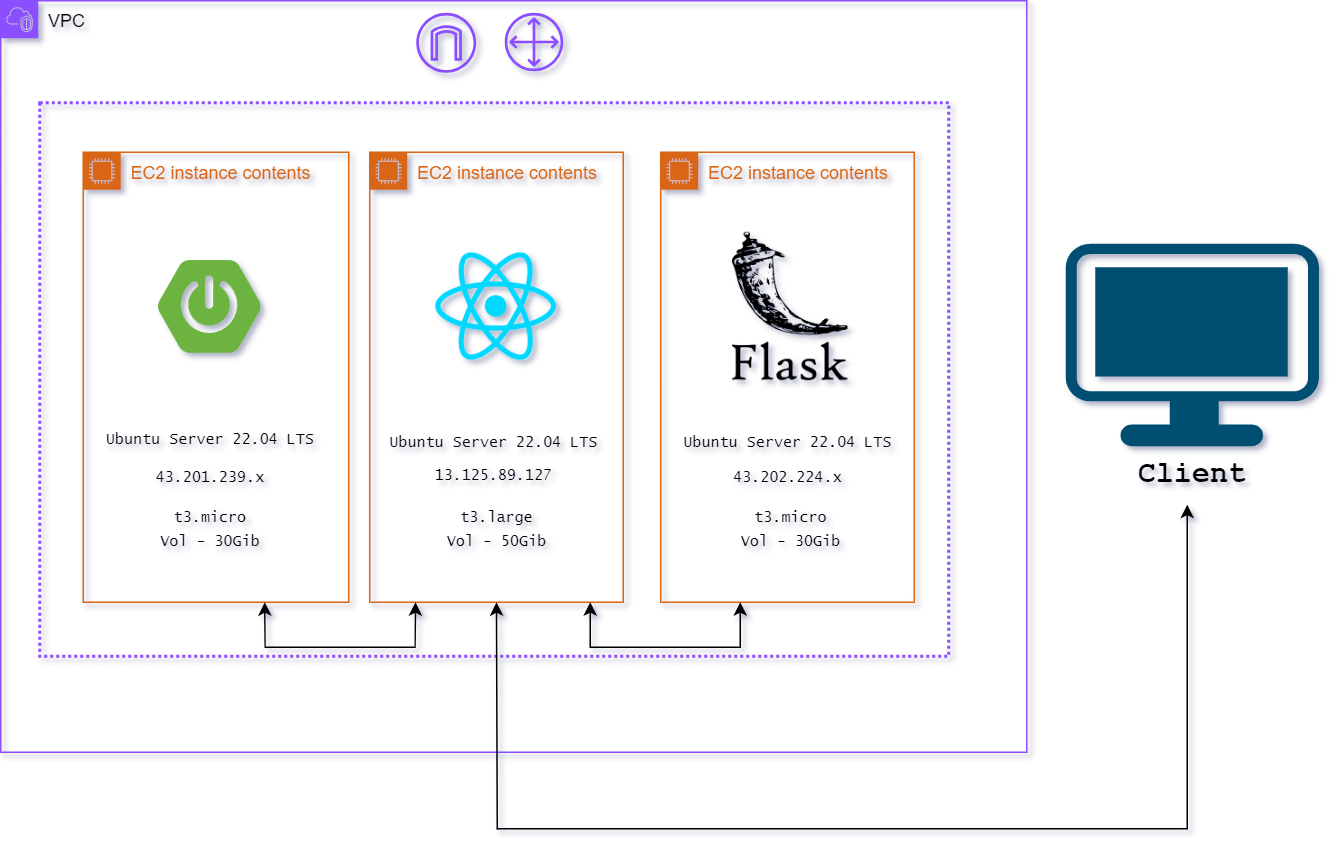 VPC
EC2 instance contents
Ubuntu Server 22.04 LTS
43.201.239.x
t3.micro
Vol - 30Gib
EC2 instance contents
Ubuntu Server 22.04 LTS
13.125.89.127
t3.large
Vol - 50Gib
EC2 instance contents
Flask
Ubuntu Server 22.04 LTS
43.202.224.x
t3.micro
Vol - 30Gib
Client